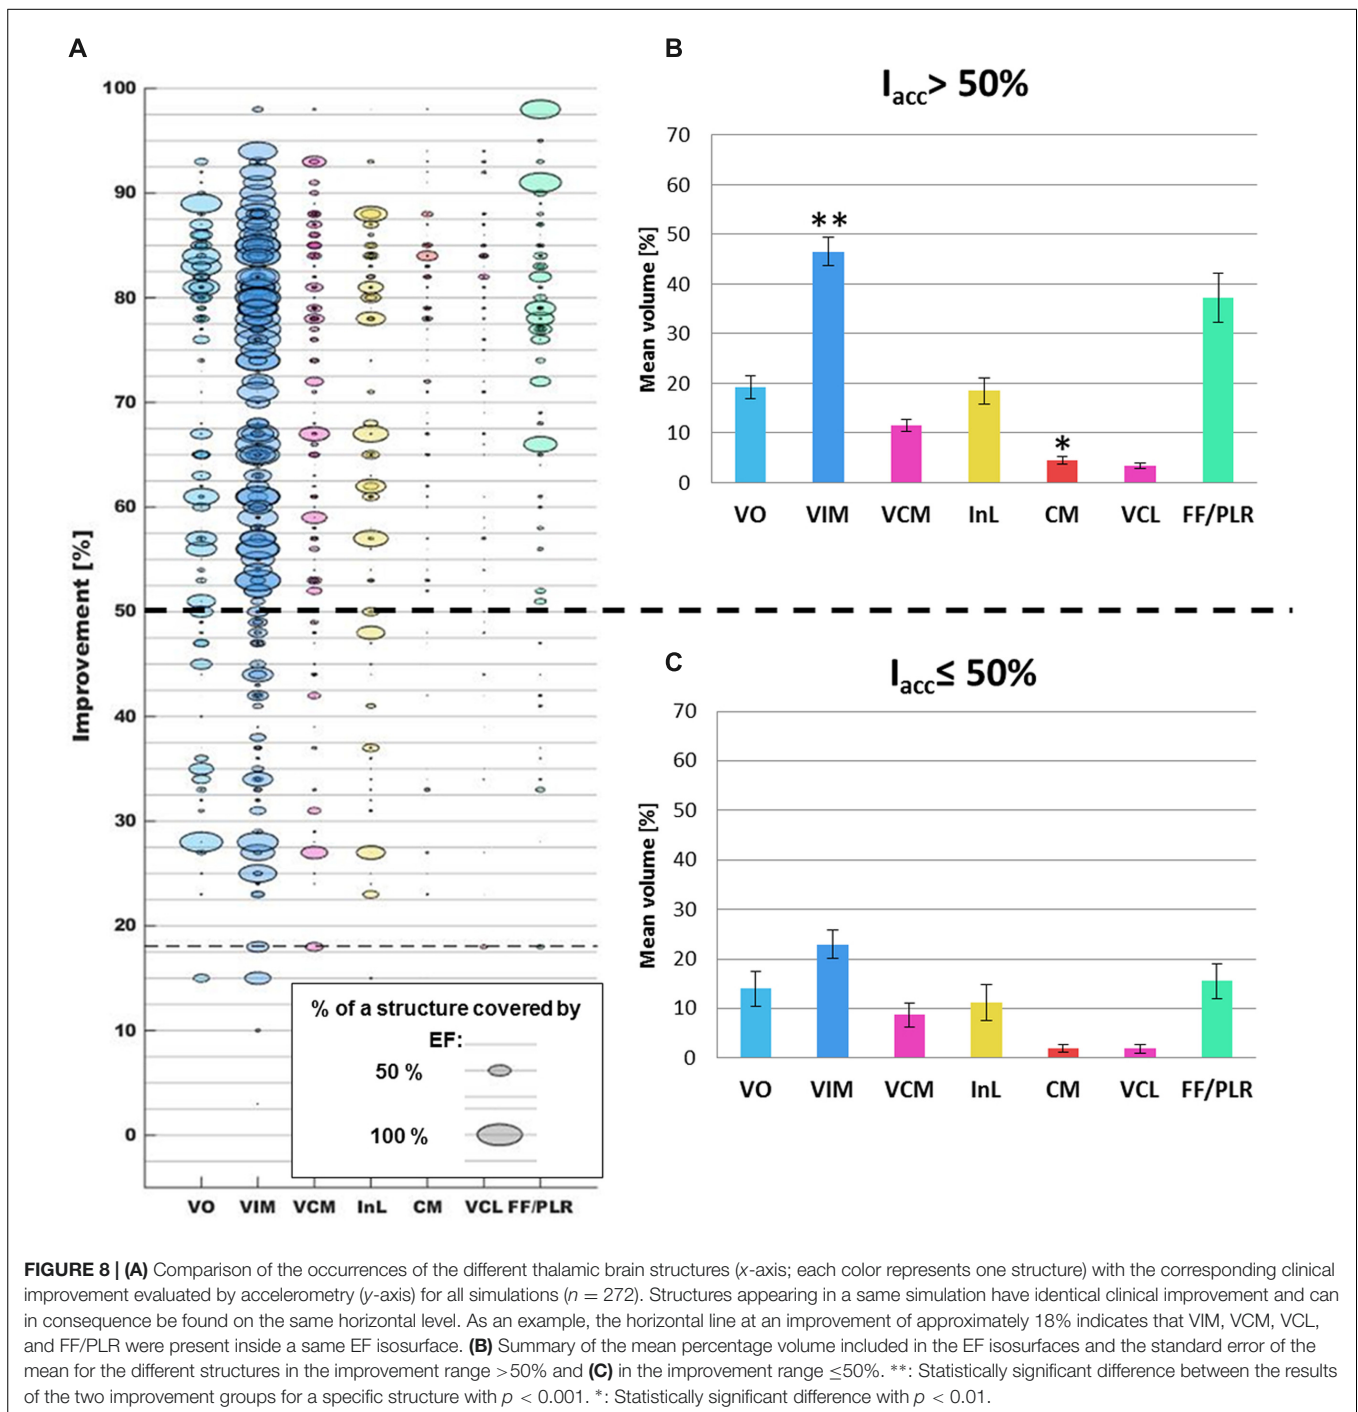 A
100
90
80
70
60
50
40
30
20
10
0
Improvement [%]
VO VIM VCM InL CM VCL FF/PLR
% of a structure covered by
EF:
50 %
100 %
B
Iacc> 50%
Mean volume [%]
70
60
50
40
30
20
10
0
**
*
VO VIM VCM InL CM VCL FF/PLR
C
Iacc≤ 50%
Mean volume [%]
70
60
50
40
30
20
10
0
VO VIM VCM InL CM VCL FF/PLR
FIGURE 8 | (A) Comparison of the occurrences of the different thalamic brain structures (x-axis; each color represents one structure) with the corresponding clinical
improvement evaluated by accelerometry (y-axis) for all simulations (n = 272). Structures appearing in a same simulation have identical clinical improvement and can
in consequence be found on the same horizontal level. As an example, the horizontal line at an improvement of approximately 18% indicates that VIM, VCM, VCL,
and FF/PLR were present inside a same EF isosurface. (B) Summary of the mean percentage volume included in the EF isosurfaces and the standard error of the
mean for the different structures in the improvement range >50% and (C) in the improvement range ≤50%. **: Statistically significant difference between the results
of the two improvement groups for a specific structure with p < 0.001. *: Statistically significant difference with p < 0.01.